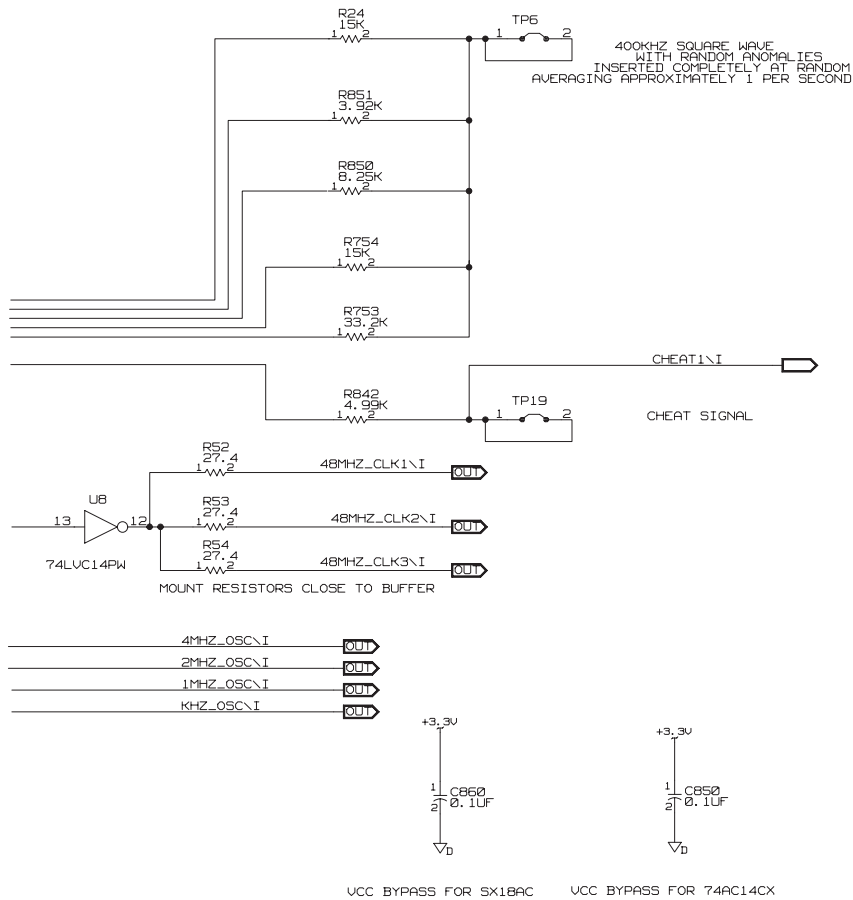 R24
15K
1 2
TP6
1 2
400KHZ SQUARE WAVE
WITH RANDOM ANOMALIES
INSERTED COMPLETELY AT RANDOM
AVERAGING APPROXIMATELY 1 PER SECOND
R851
3.92K
1 2
R850
8.25K
1 2
R754
15K
1 2
R753
33.2K
1 2
CHEAT1\I
R842
4.99K
1 2
TP19
1 2
CHEAT SIGNAL
R52
27.4
1 2
48MHZ_CLK1\I
OUT
U8
13 12
74LVC14PW
R53
27.4
1 2
48MHZ_CLK2\I
OUT
R54
27.4
1 2
48MHZ_CLK3\I
OUT
MOUNT RESISTORS CLOSE TO BUFFER
4MHZ_OSC\I
OUT
2MHZ_OSC\I
OUT
1MHZ_OSC\I
OUT
KHZ_OSC\I
OUT
+3.3V
1
2
C860
0.1UF
D
VCC BYPASS FOR SX18AC
+3.3V
1
2
C850
0.1UF
D
VCC BYPASS FOR 74AC14CX